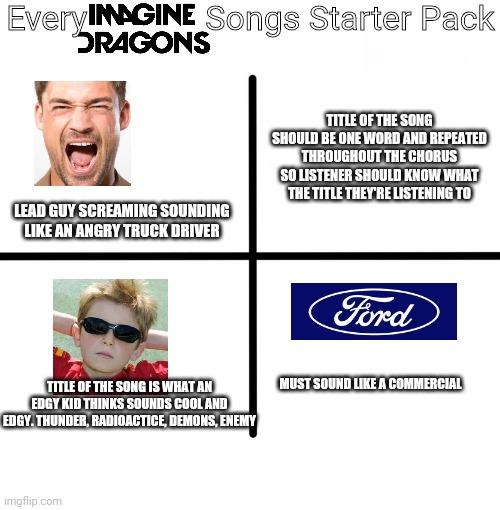 Every IMAGINE DRAGONS Songs Starter Pack
LEAD GUY SCREAMING SOUNDING
LIKE AN ANGRY TRUCK DRIVER
TITLE OF THE SONG
SHOULD BE ONE WORD AND REPEATED
THROUGHOUT THE CHORUS
SO LISTENER SHOULD KNOW WHAT
THE TITLE THEY'RE LISTENING TO
TITLE OF THE SONG IS WHAT AN
EDGY KID THINKS SOUNDS COOL AND
EDGY. THUNDER, RADIOACTICE, DEMONS, ENEMY
Ford
MUST SOUND LIKE A COMMERCIAL
imgflip.com